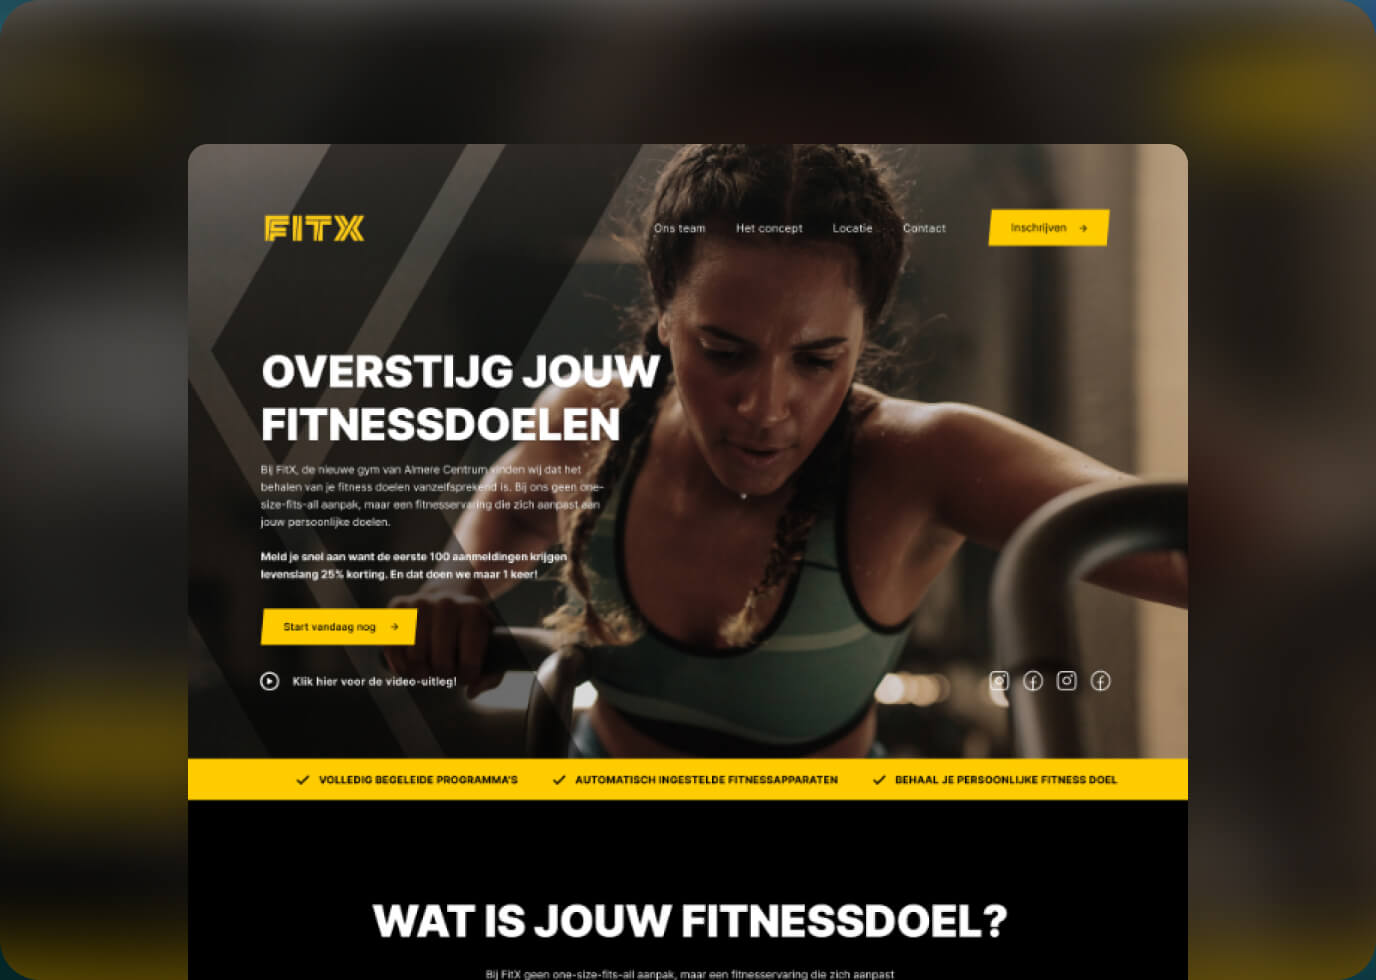 FITX
Ons team
Het concept
Locatie
Contact
Inschrijven
OVERSTIJG JOUW
FITNESSDOELEN
Bij FitX, de nieuwe gym van Almere Centrum vinden wij dat het
behalen van je fitness doelen vanzelfsprekend is. Bij ons geen one-
size-fits-all aanpak, maar een fitnesservaring die zich aanpast aan
jouw persoonlijke doelen.
Meld je snel aan want de eerste 100 aanmeldingen krijgen
levenslang 25% korting. En dat doen we maar 1 keer!
Start vandaag nog
Klik hier voor de video-uitleg!
VOLLEDIG BEGELEIDE PROGRAMMA'S
AUTOMATISCH INGESTELDE FITNESSAPPARATEN
BEHAAL JE PERSOONLIJKE FITNESS DOEL
WAT IS JOUW FITNESSDOEL?
Bij FitX geen one-size-fits-all aanpak, maar een fitnesservaring die zich aanpast